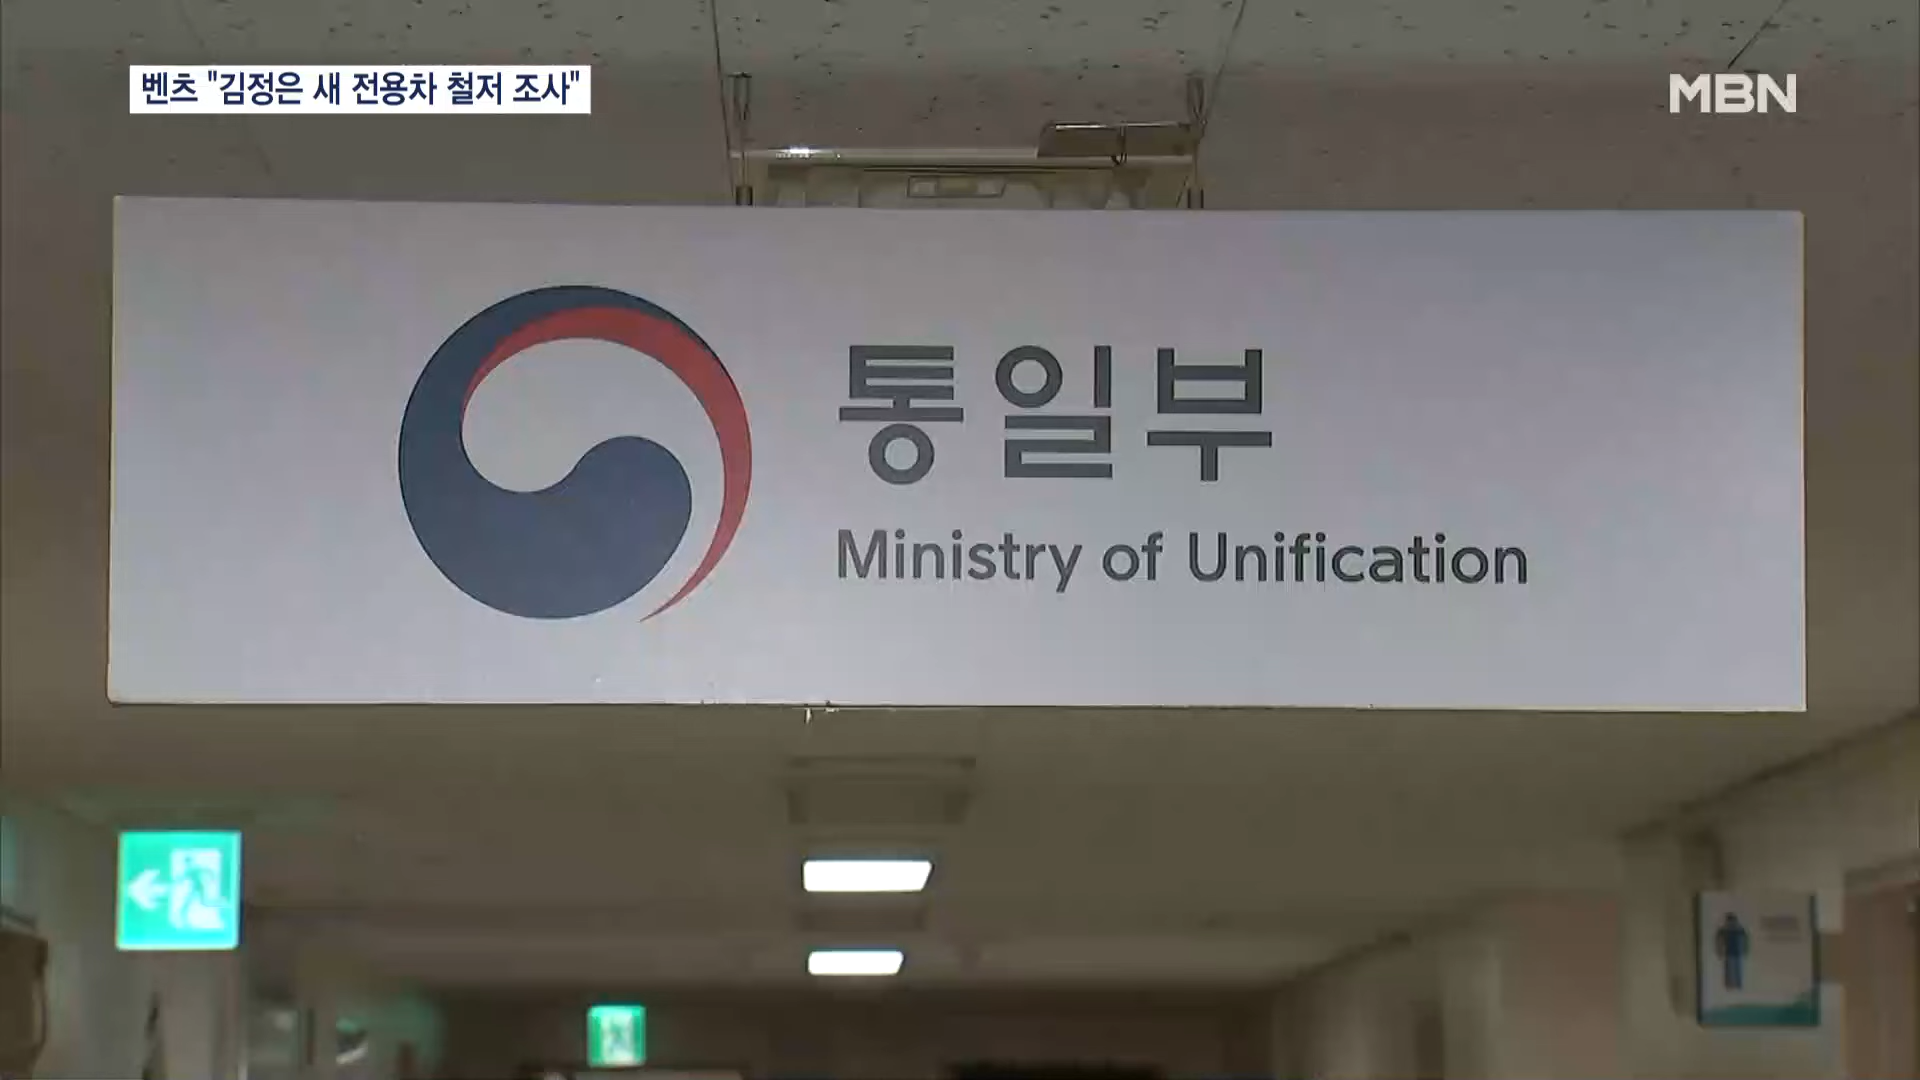 벤츠 "김정은 새 전용차 철저 조사"
MBN
통일부
Ministry of Unification